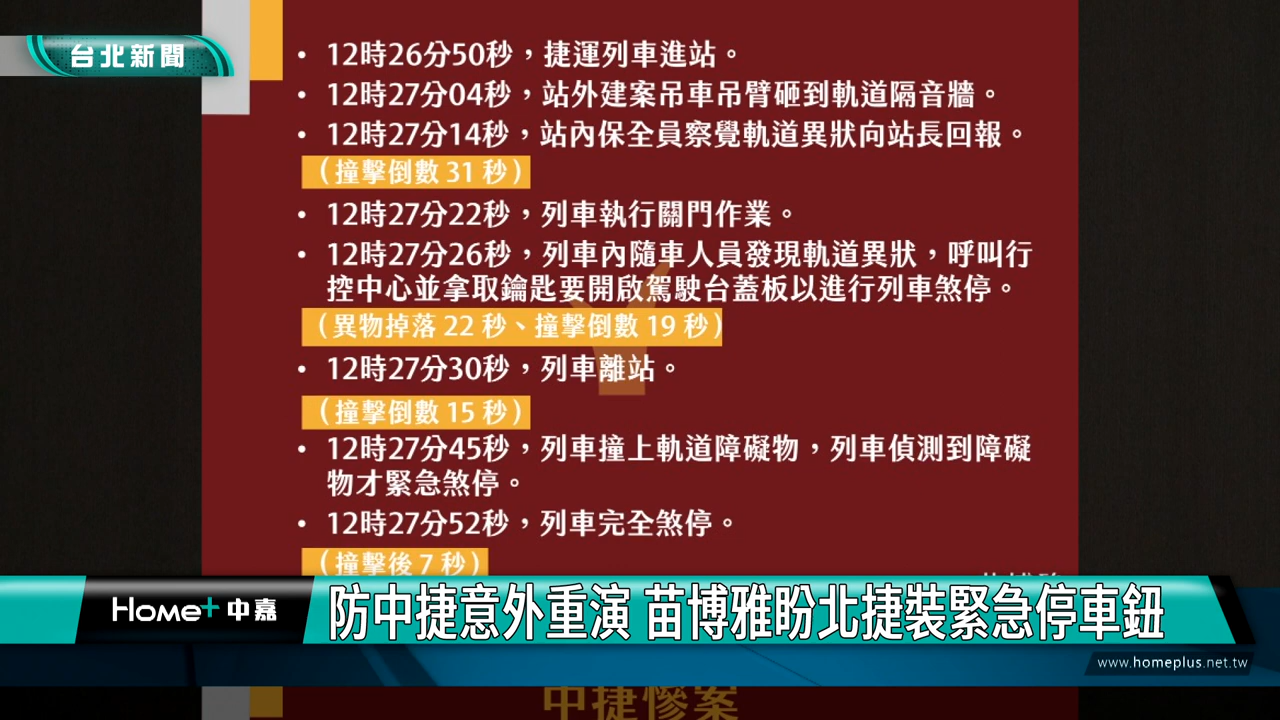 台北新聞
• 12時26分50秒，捷運列車進站。
• 12時27分04秒，站外建案吊車吊臂砸到軌道隔音牆。
• 12時27分14秒，站內保全員察覺軌道異狀向站長回報。
（撞擊倒數 31 秒）
• 12時27分22秒，列車執行關門作業。
• 12時27分26秒，列車內隨車人員發現軌道異狀，呼叫行
控中心並拿取鑰匙要開啟駕駛台蓋板以進行列車煞停。
（異物掉落 22 秒、撞擊倒數 19 秒）
• 12時27分30秒，列車離站。
（撞擊倒數 15 秒）
• 12時27分45秒，列車撞上軌道障礙物，列車偵測到障礙
物才緊急煞停。
• 12時27分52秒，列車完全煞停。
（撞擊後 7 秒）
Home+ 中嘉
防中捷意外重演 苗博雅盼北捷裝緊急停車鈕
www.homeplus.net.tw
中捷慘案